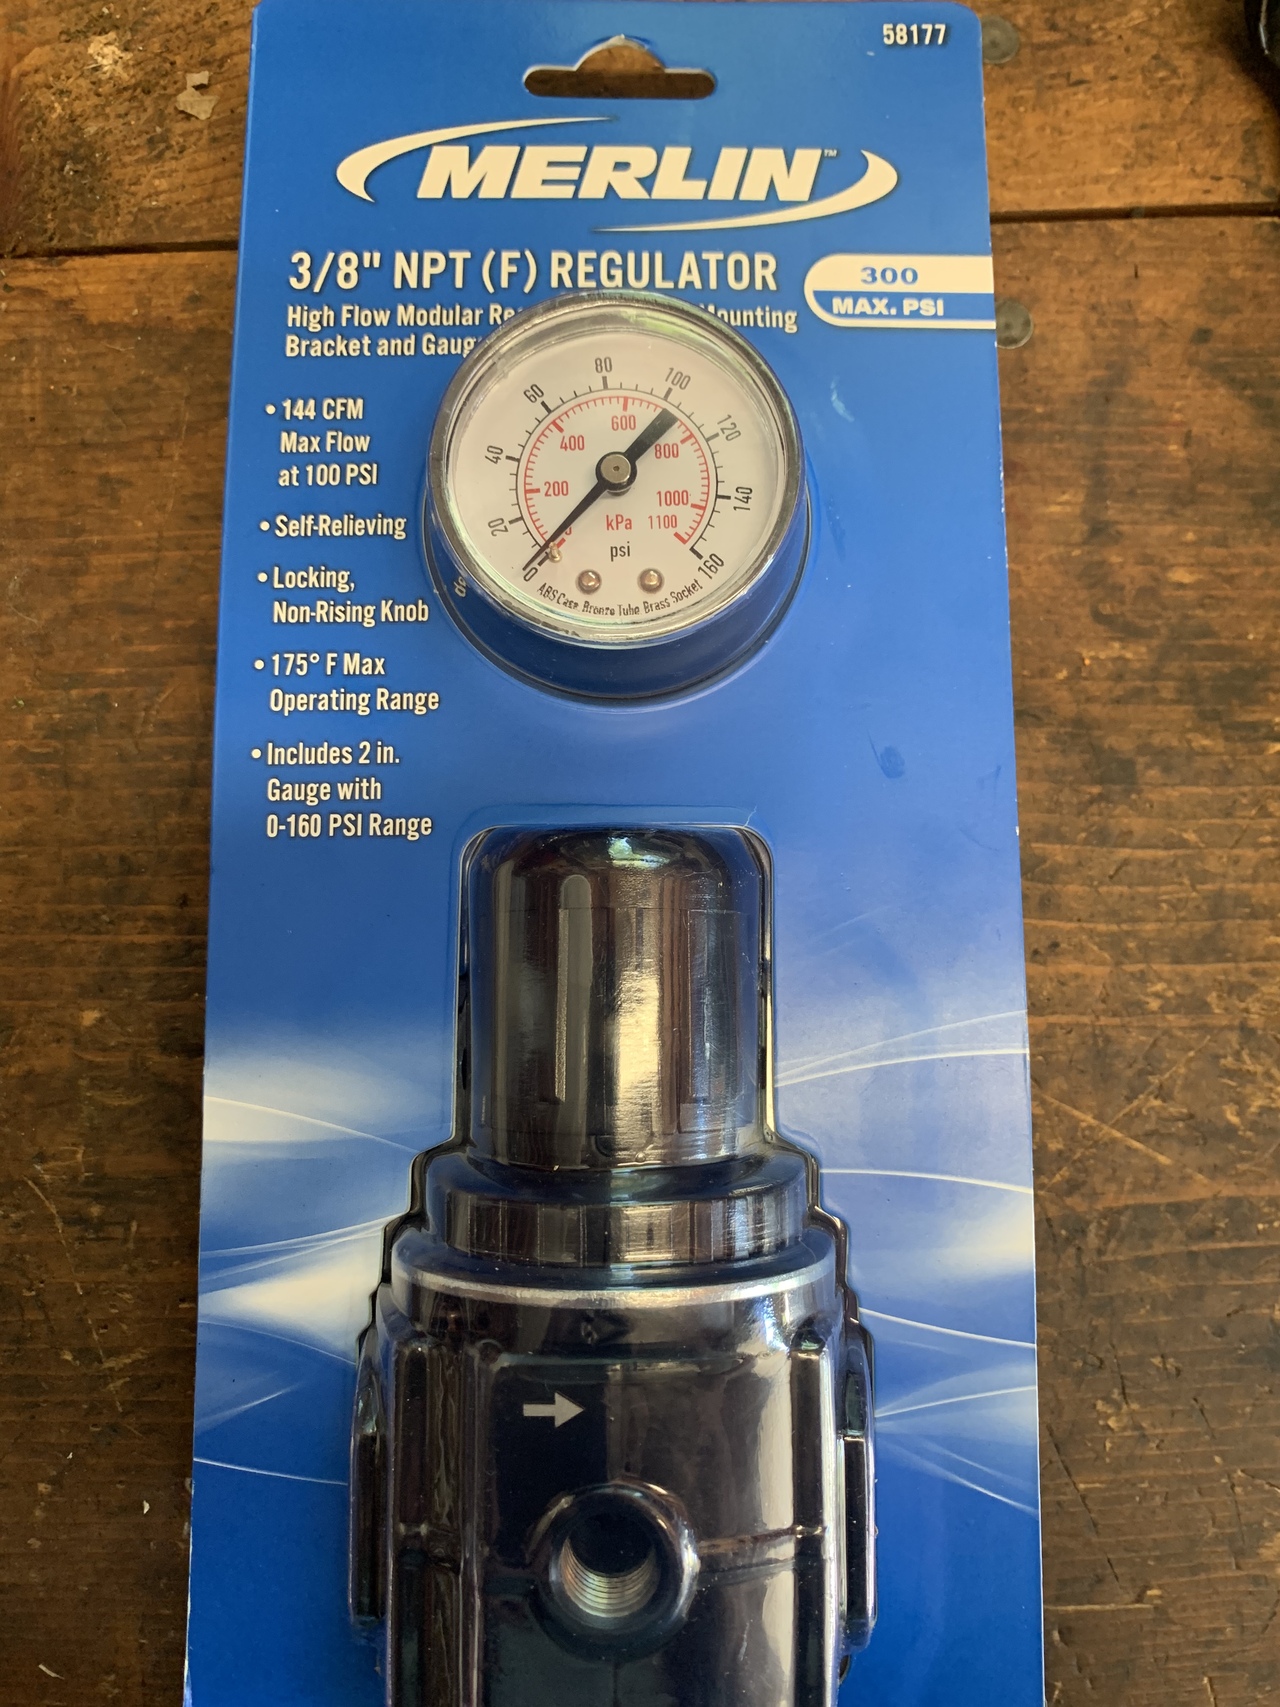 58177
MERLIN™
3/8" NPT (F) REGULATOR
300
MAX. PSI
High Flow Modular
Bracket and
• 144 CFM
Max Flow
at 100 PSI
• Self-Relieving
• Locking,
Non-Rising Knob
• 175° F Max
Operating Range
• Includes 2 in.
Gauge with
0-160 PSI Range
0 20 40 60 80 100 120 140 160
0 200 400 600 800 1000 1100
kPa
psi
ABS Case Bronze Tube Brass Socket